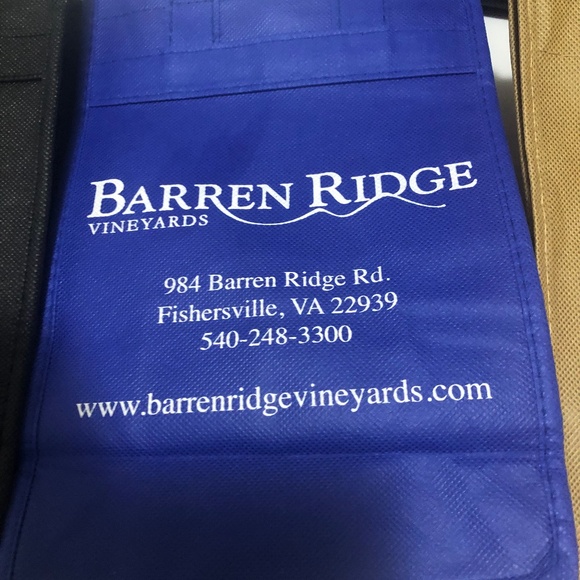 BARREN RIDGE
VINEYARDS
984 Barren Ridge Rd.
Fishersville, VA 22939
540-248-3300
www.barrenridgevineyards.com